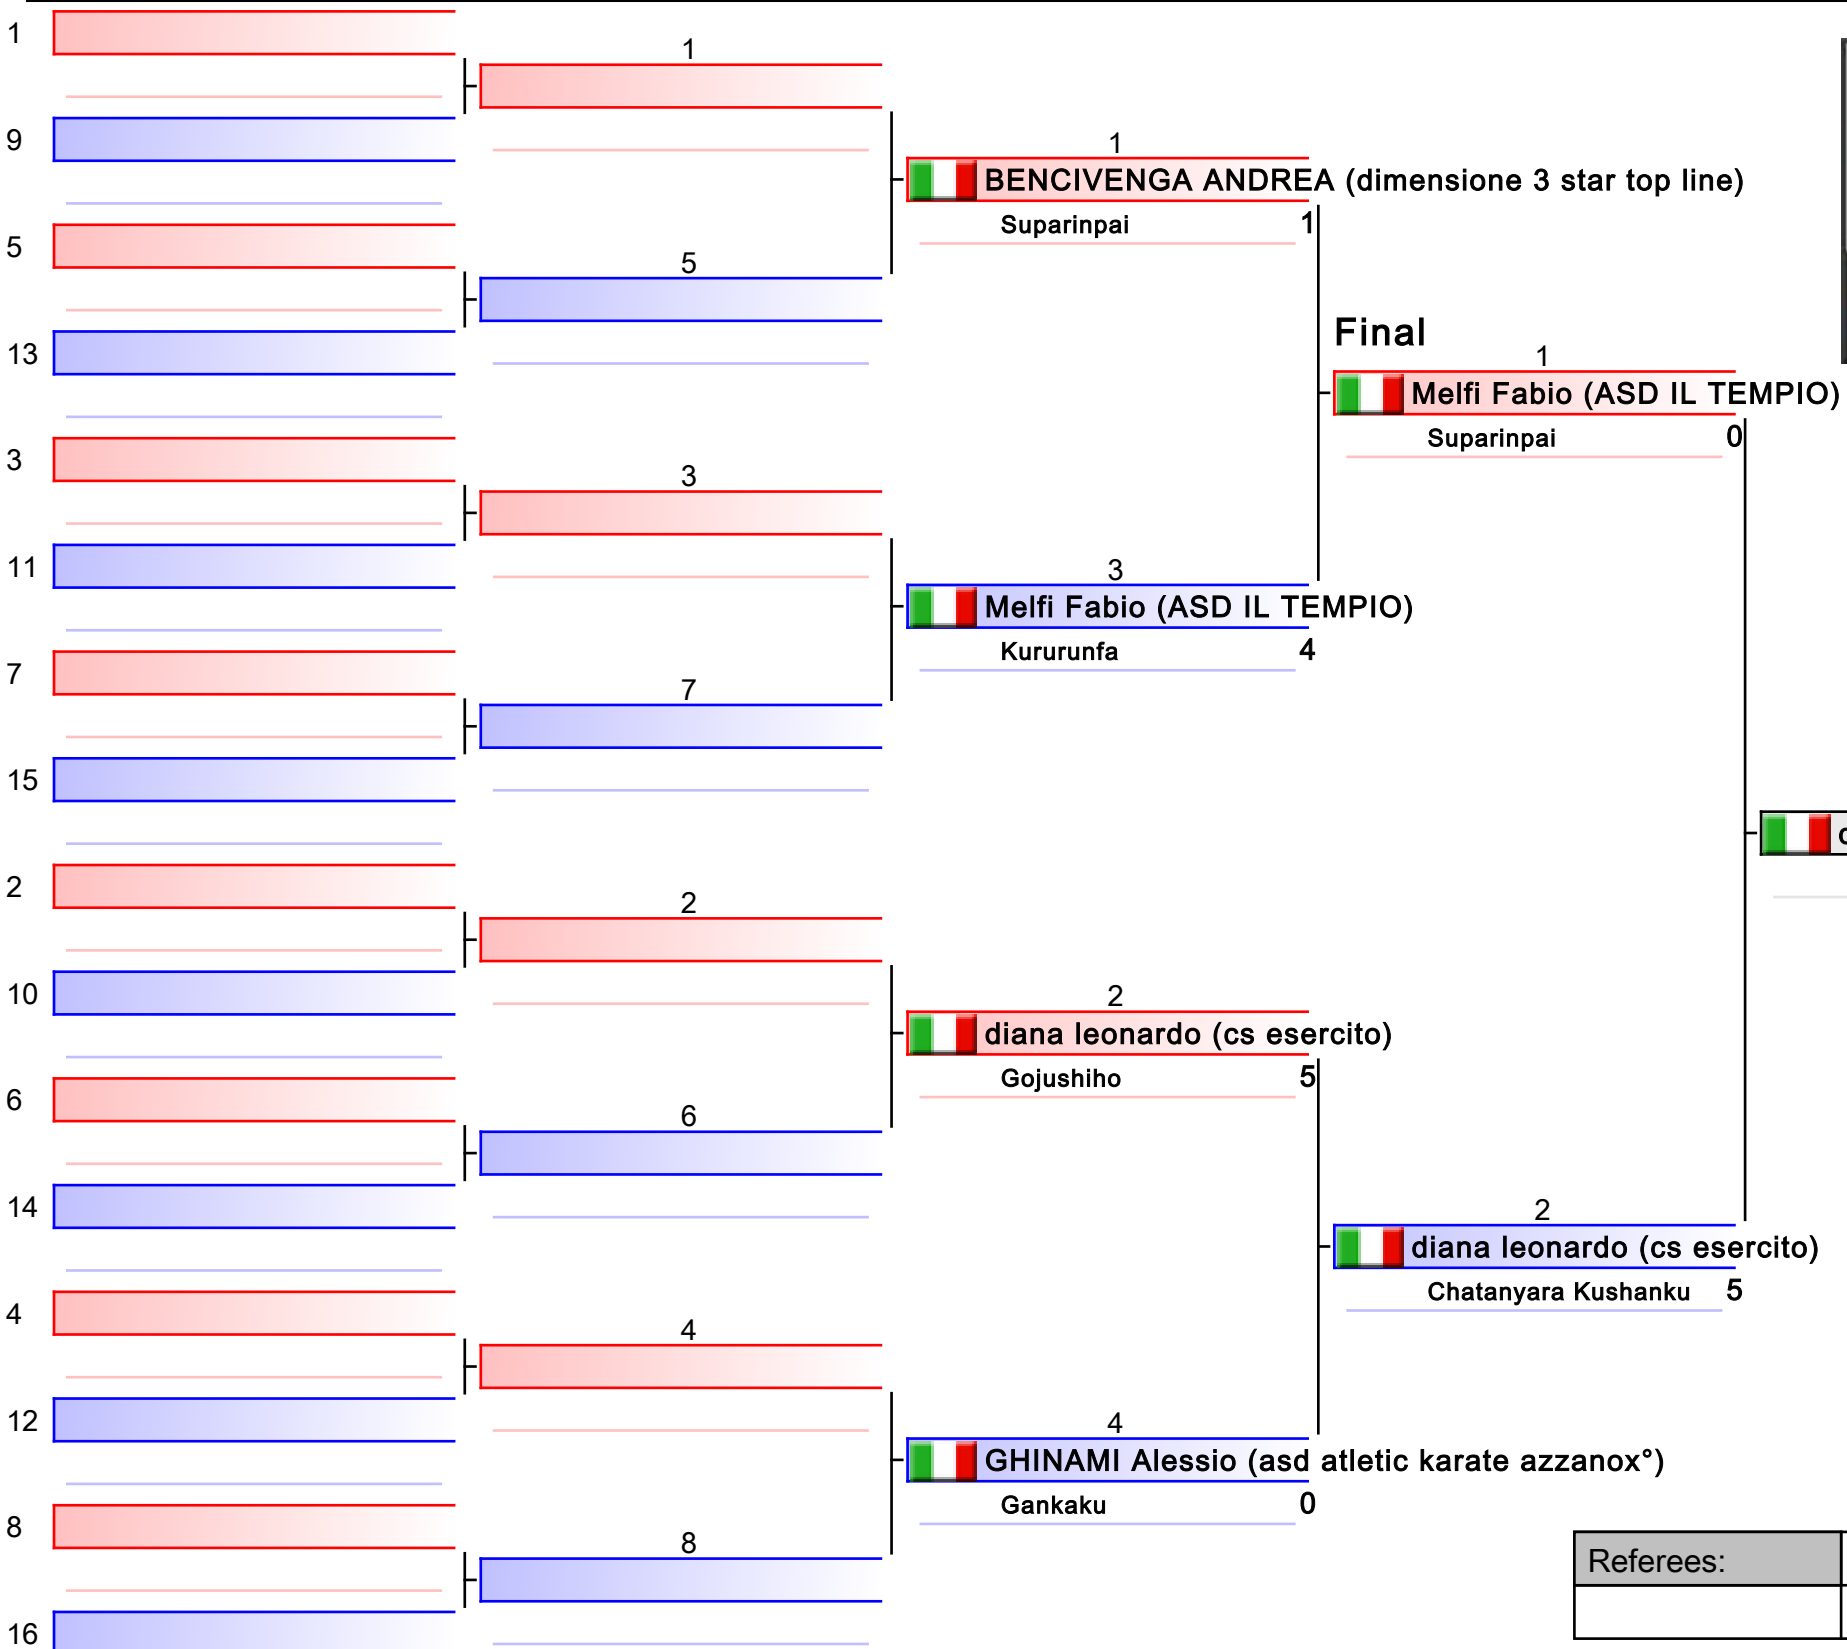 1
1
9
1
BENCIVENGA ANDREA (dimensione 3 star top line)
Suparinpai 1
5
5
13
Final
1
Melfi Fabio (ASD IL TEMPIO)
Suparinpai 0
3
3
11
3
Melfi Fabio (ASD IL TEMPIO)
Kururunfa 4
7
7
15
2
2
10
2
diana leonardo (cs esercito)
Gojushiho 5
6
6
14
2
diana leonardo (cs esercito)
Chatanyara Kushanku 5
4
4
12
4
GHINAMI Alessio (asd atletic karate azzanox°)
Gankaku 0
8
8
16
Referees: